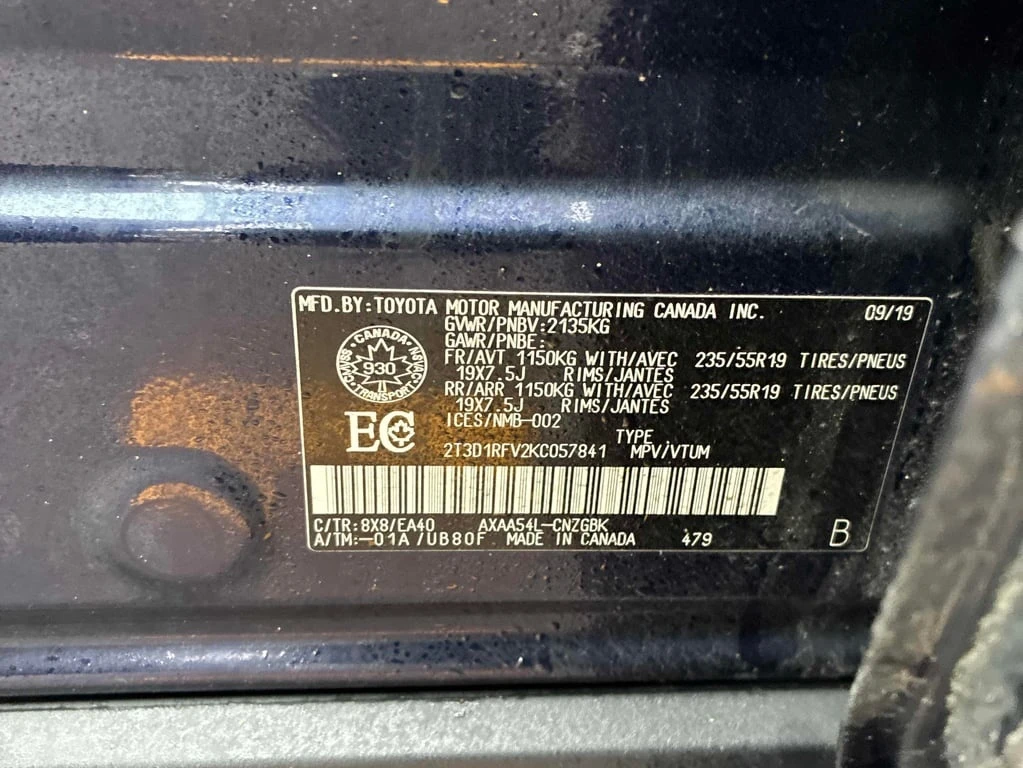 MFD.BY:TOYOTA MOTOR MANUFACTURING CANADA INC. 09/19
GVWR/PNBV:2135KG
GAWR/PNBE:
FR/AVT 1150KG WITH/AVEC 235/55R19 TIRES/PNEUS
19X7.5J RIMS/JANTES
RR/ARR 1150KG WITH/AVEC 235/55R19 TIRES/PNEUS
19X7.5J RIMS/JANTES
ICES/NMB-002
CANADA
930
TRANSPORT
EC
TYPE
2T3D1RFV2KC057841 MPV/VTUM
C/TR:8X8/EA40 AXAA54L-CNZGBK
A/TM:-01A/UB80F MADE IN CANADA 479
B